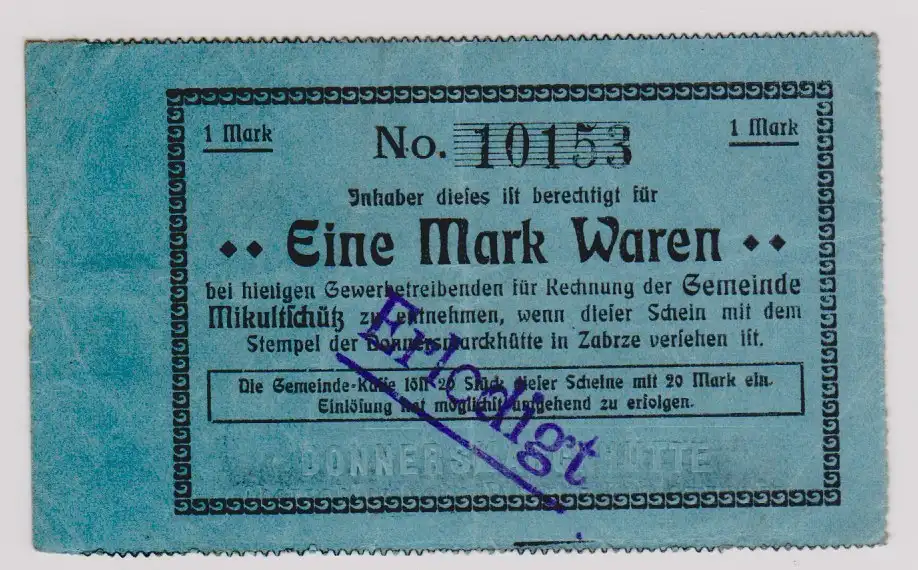 1 Mark
No. 10153
1 Mark
Inhaber dieses ist berechtigt für
Eine Mark Waren
bei hiesigen Gewerbetreibenden für Rechnung der Gemeinde
Mikultschütz zu entnehmen, wenn dieser Schein mit dem
Stempel der Donnersmarckhütte in Zabrze versehen ist.
Die Gemeinde-Kasse löst 20 Stück dieser Scheine mit 20 Mark ein.
Einlösung hat möglichst umgehend zu erfolgen.
Erledigt
DONNERSMARCKHÜTTE